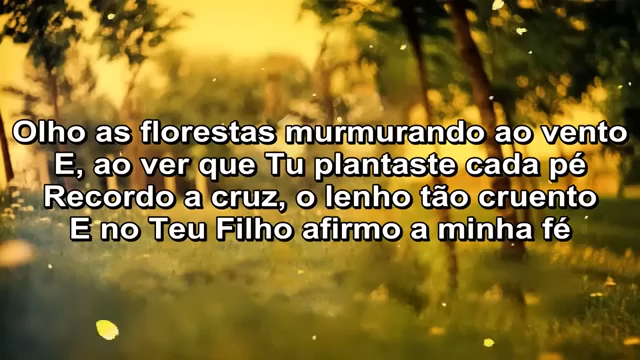 Olho as florestas murmurando ao vento
E, ao ver que Tu plantaste cada pé
Recordo a cruz, o lenho tão cruento
E no Teu Filho afirmo a minha fé